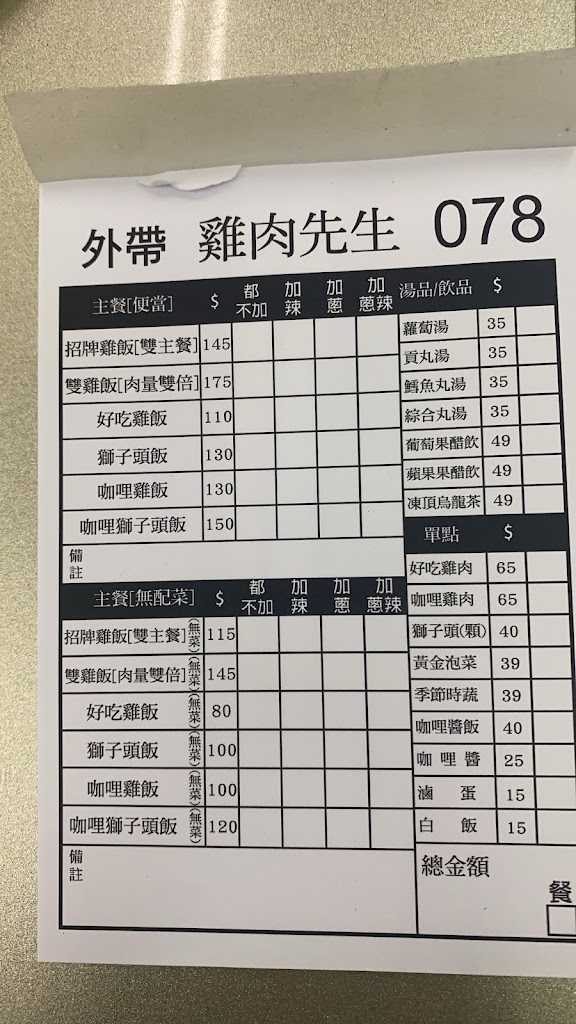 外帶 雞肉先生 078
主餐[便當] $ 都不加 加辣 加蔥 加蔥辣
招牌雞飯[雙主餐] 145
雙雞飯[肉量雙倍] 175
好吃雞飯 110
獅子頭飯 130
咖哩雞飯 130
咖哩獅子頭飯 150
備註
主餐[無配菜] $ 都不加 加辣 加蔥 加蔥辣
招牌雞飯[雙主餐](無菜) 115
雙雞飯[肉量雙倍](無菜) 145
好吃雞飯(無菜) 80
獅子頭飯(無菜) 100
咖哩雞飯(無菜) 100
咖哩獅子頭飯(無菜) 120
備註
湯品/飲品 $
蘿蔔湯 35
貢丸湯 35
鱈魚丸湯 35
綜合丸湯 35
葡萄果醋飲 49
蘋果果醋飲 49
凍頂烏龍茶 49
單點 $
好吃雞肉 65
咖哩雞肉 65
獅子頭(顆) 40
黃金泡菜 39
季節時蔬 39
咖哩醬飯 40
咖哩醬 25
滷蛋 15
白飯 15
總金額
餐